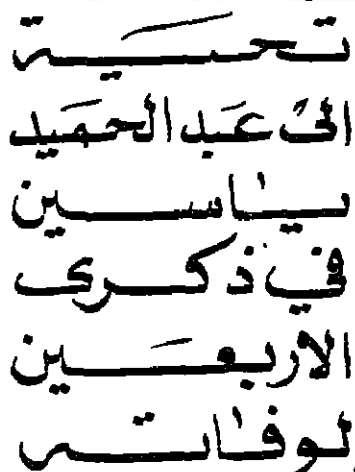 تحية
الى عبد الحميد
ياسين
في ذكرى
الاربعين
لوفاته